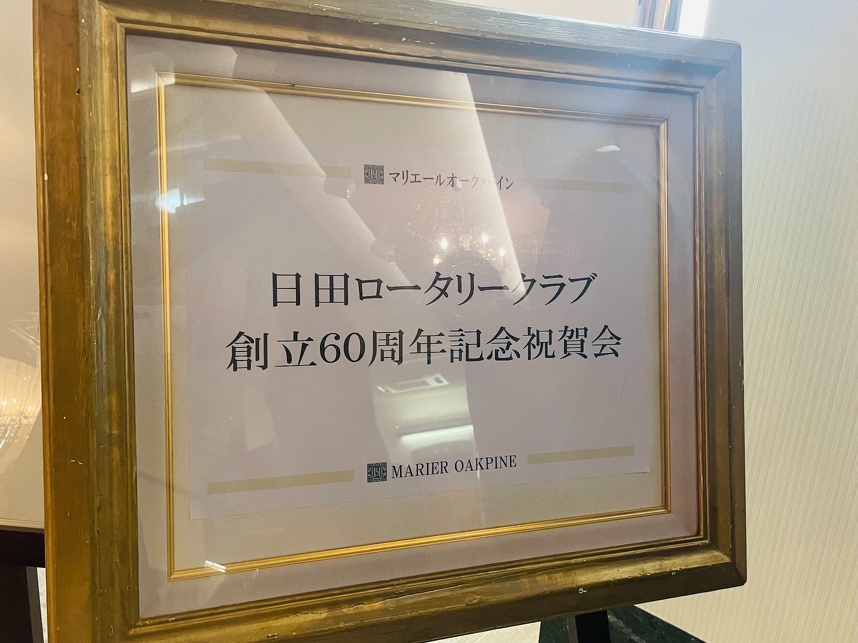 マリエールオークパイン
日田ロータリークラブ
創立60周年記念祝賀会
MARIER OAKPINE